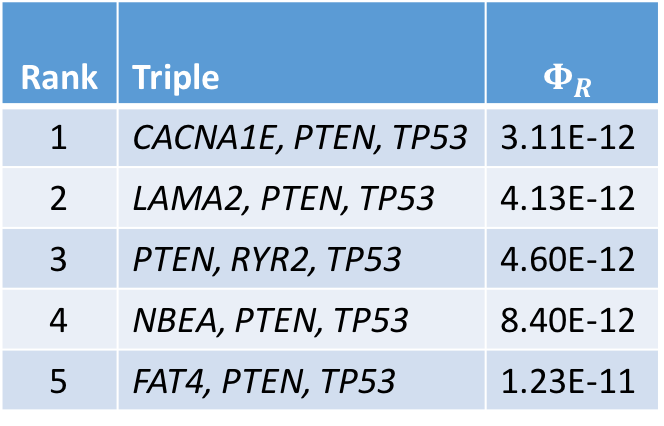 Rank Triple Φ_R
1 CACNA1E, PTEN, TP53 3.11E-12
2 LAMA2, PTEN, TP53 4.13E-12
3 PTEN, RYR2, TP53 4.60E-12
4 NBEA, PTEN, TP53 8.40E-12
5 FAT4, PTEN, TP53 1.23E-11